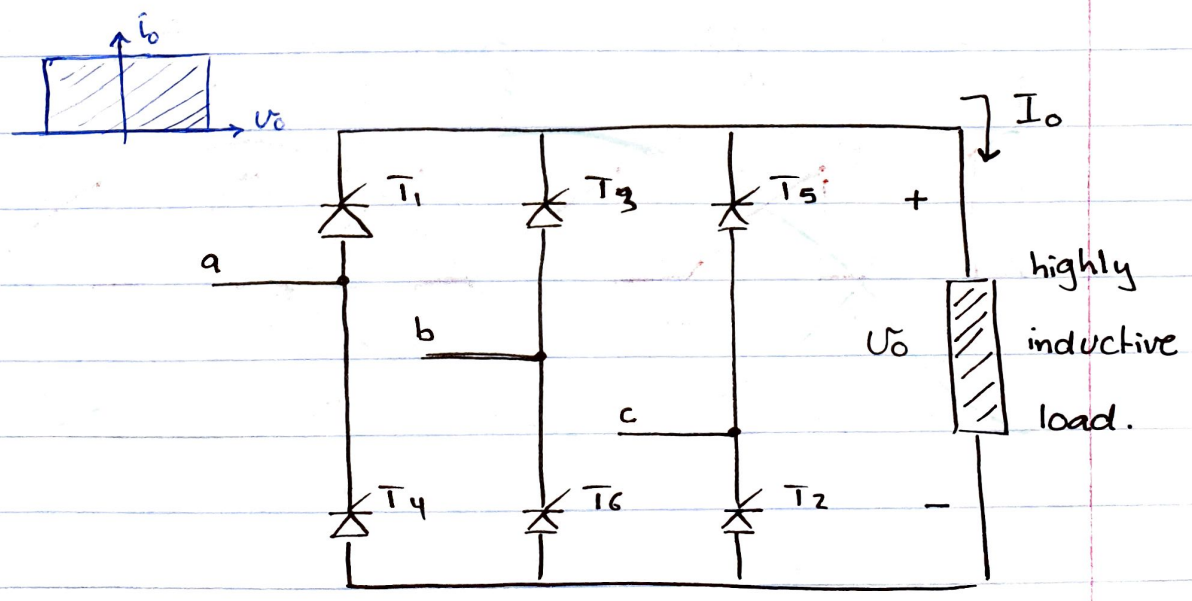 i₀
v₀
I₀
T₁ T₃ T₅ +
a
highly
b
v₀ inductive
c
load.
T₄ T₆ T₂ −